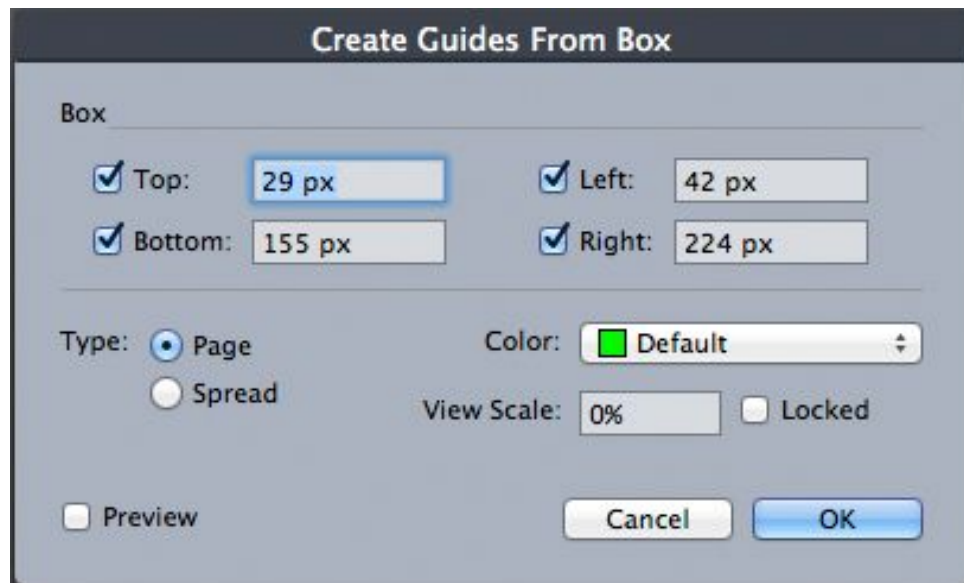 Create Guides From Box
Box
Top: 29 px Left: 42 px
Bottom: 155 px Right: 224 px
Type: Page Color: Default
Spread
View Scale: 0% Locked
Preview Cancel OK